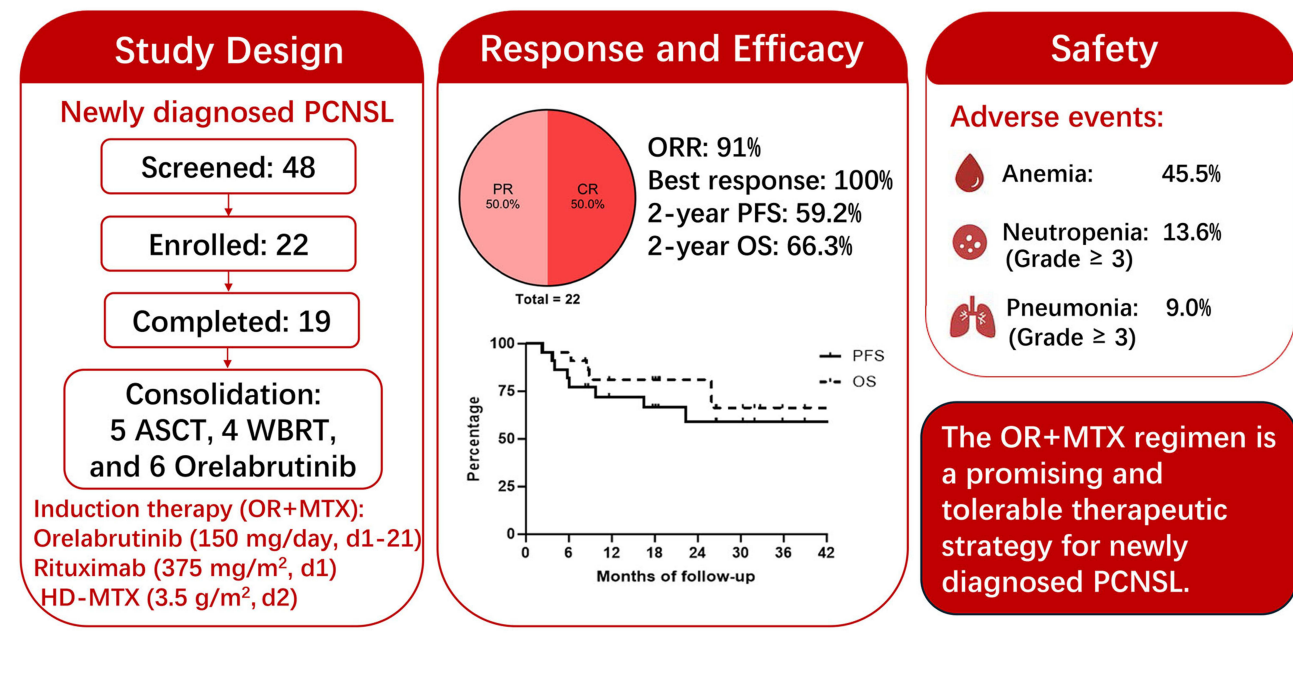 Study Design
Newly diagnosed PCNSL
Screened: 48
Enrolled: 22
Completed: 19
Consolidation:
5 ASCT, 4 WBRT,
and 6 Orelabrutinib
Induction therapy (OR+MTX):
Orelabrutinib (150 mg/day, d1-21)
Rituximab (375 mg/m², d1)
HD-MTX (3.5 g/m², d2)
Response and Efficacy
PR
50.0%
CR
50.0%
Total = 22
ORR: 91%
Best response: 100%
2-year PFS: 59.2%
2-year OS: 66.3%
PFS
OS
Percentage
100
75
50
25
0
0 6 12 18 24 30 36 42
Months of follow-up
Safety
Adverse events:
Anemia: 45.5%
Neutropenia: 13.6%
(Grade ≥ 3)
Pneumonia: 9.0%
(Grade ≥ 3)
The OR+MTX regimen is
a promising and
tolerable therapeutic
strategy for newly
diagnosed PCNSL.